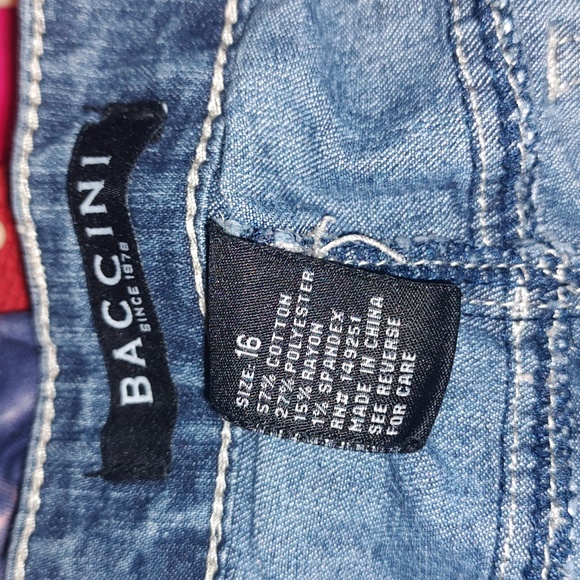 BACCINI
SINCE 1978
SIZE: 16
57% COTTON
27% POLYESTER
15% RAYON
1% SPANDEX
RN# 149251
MADE IN CHINA
SEE REVERSE
FOR CARE